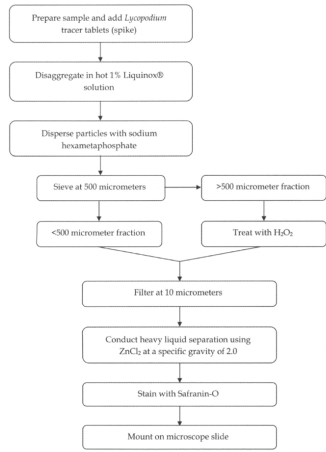 Prepare sample and add Lycopodium
tracer tablets (spike)
Disaggregate in hot 1% Liquinox®
solution
Disperse particles with sodium
hexametaphosphate
Sieve at 500 micrometers
>500 micrometer fraction
<500 micrometer fraction
Treat with H₂O₂
Filter at 10 micrometers
Conduct heavy liquid separation using
ZnCl₂ at a specific gravity of 2.0
Stain with Safranin-O
Mount on microscope slide